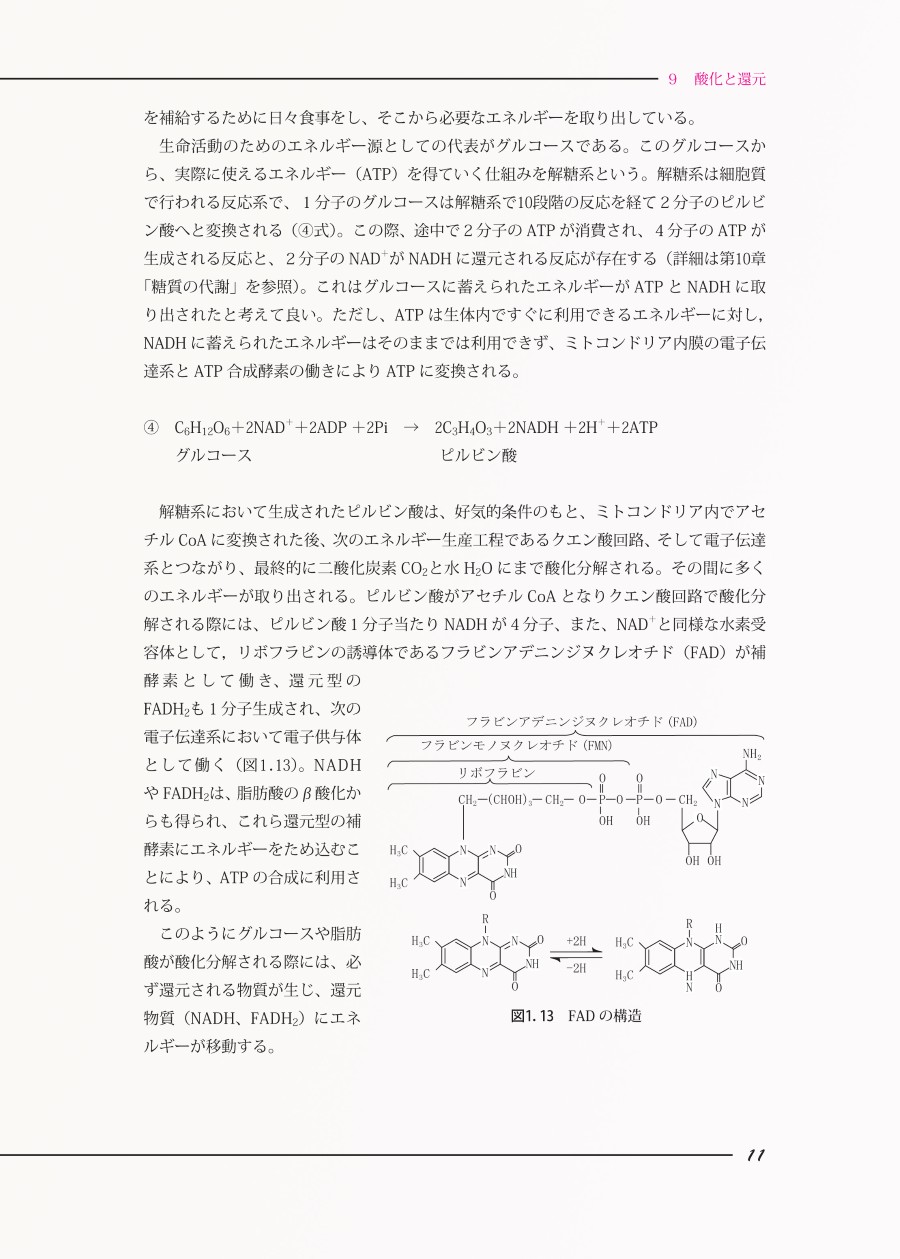 9　酸化と還元
を補給するために日々食事をし、そこから必要なエネルギーを取り出している。
　生命活動のためのエネルギー源としての代表がグルコースである。このグルコースか
ら、実際に使えるエネルギー（ATP）を得ていく仕組みを解糖系という。解糖系は細胞質
で行われる反応系で、１分子のグルコースは解糖系で10段階の反応を経て２分子のピルビ
ン酸へと変換される（④式）。この際、途中で２分子の ATP が消費され、４分子の ATP が
生成される反応と、２分子の NAD⁺が NADH に還元される反応が存在する（詳細は第10章
「糖質の代謝」を参照）。これはグルコースに蓄えられたエネルギーが ATP と NADH に取
り出されたと考えて良い。ただし、ATP は生体内ですぐに利用できるエネルギーに対し，
NADH に蓄えられたエネルギーはそのままでは利用できず、ミトコンドリア内膜の電子伝
達系と ATP 合成酵素の働きにより ATP に変換される。
④　C₆H₁₂O₆＋2NAD⁺＋2ADP ＋2Pi　→　2C₃H₄O₃＋2NADH ＋2H⁺＋2ATP
グルコース　ピルビン酸
　解糖系において生成されたピルビン酸は、好気的条件のもと、ミトコンドリア内でアセ
チル CoA に変換された後、次のエネルギー生産工程であるクエン酸回路、そして電子伝達
系とつながり、最終的に二酸化炭素 CO₂と水 H₂O にまで酸化分解される。その間に多く
のエネルギーが取り出される。ピルビン酸がアセチル CoA となりクエン酸回路で酸化分
解される際には、ピルビン酸１分子当たり NADH が４分子、また、NAD⁺と同様な水素受
容体として，リボフラビンの誘導体であるフラビンアデニンジヌクレオチド（FAD）が補
酵素として働き、還元型の
FADH₂も１分子生成され、次の
電子伝達系において電子供与体
として働く（図1.13）。NADH
や FADH₂は、脂肪酸のβ酸化か
らも得られ、これら還元型の補
酵素にエネルギーをため込むこ
とにより、ATP の合成に利用さ
れる。
　このようにグルコースや脂肪
酸が酸化分解される際には、必
ず還元される物質が生じ、還元
物質（NADH、FADH₂）にエネ
ルギーが移動する。
フラビンアデニンジヌクレオチド (FAD)
フラビンモノヌクレオチド (FMN)
リボフラビン
NH₂
N
N
N
N
O O
CH₂—(CHOH)₃—CH₂—O—P—O—P—O—CH₂
OH OH
O
OH OH
H₃C
H₃C
N N O
NH
N
O
R
H₃C
H₃C
N N O
NH
N
O
+2H
−2H
R
H
H₃C
H₃C
N N O
NH
H
N
O
図1.13　FAD の構造
11